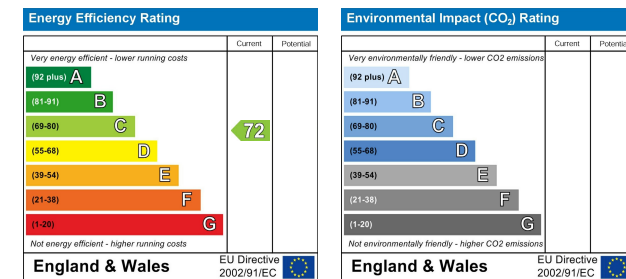 Energy Efficiency Rating
Current Potential
Very energy efficient - lower running costs
(92 plus) A
(81-91) B
(69-80) C
72
(55-68) D
(39-54) E
(21-38) F
(1-20) G
Not energy efficient - higher running costs
England & Wales
EU Directive
2002/91/EC
Environmental Impact (CO₂) Rating
Current Potential
Very environmentally friendly - lower CO2 emissions
(92 plus) A
(81-91) B
(69-80) C
(55-68) D
(39-54) E
(21-38) F
(1-20) G
Not environmentally friendly - higher CO2 emissions
England & Wales
EU Directive
2002/91/EC